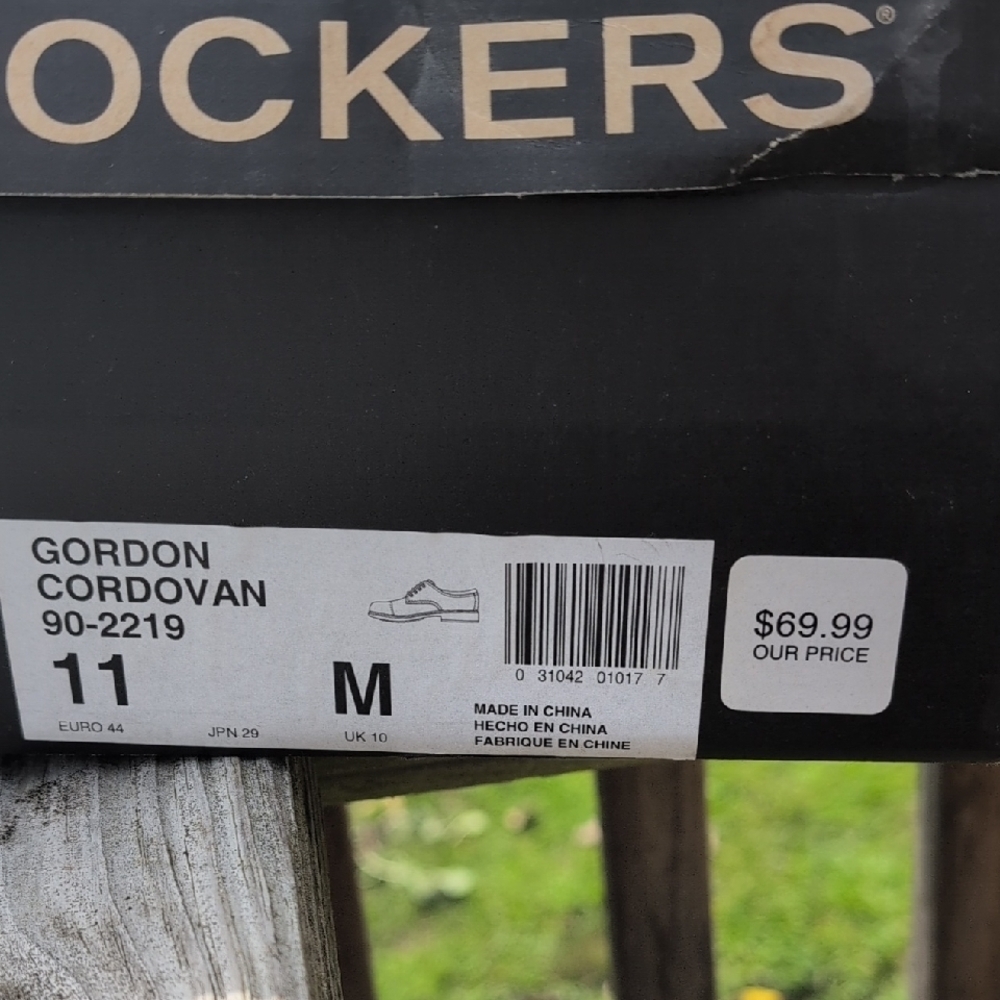 OCKERS®
GORDON
CORDOVAN
90-2219
11
M
EURO 44
JPN 29
UK 10
0 31042 01017 7
MADE IN CHINA
HECHO EN CHINA
FABRIQUE EN CHINE
$69.99
OUR PRICE